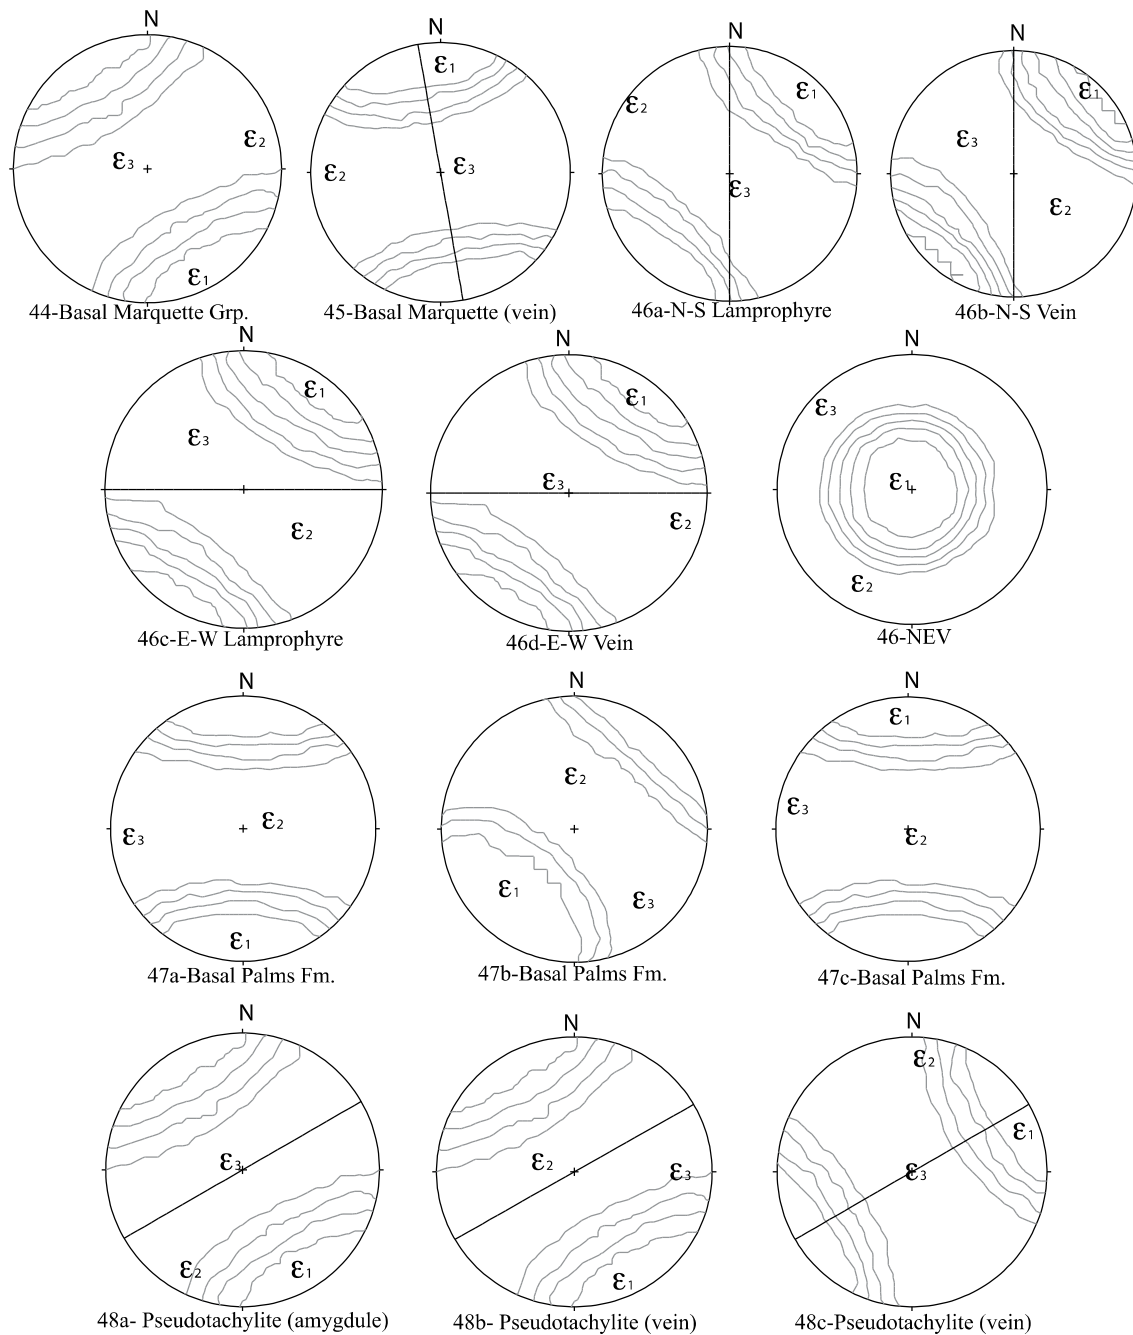 N N N N
ε1 ε1 ε1
ε2 ε2 ε3
ε3 ε2 ε3 ε3 ε2
ε1
44-Basal Marquette Grp. 45-Basal Marquette (vein) 46a-N-S Lamprophyre 46b-N-S Vein
N N N
ε1 ε1 ε3
ε3 ε3 ε1
ε2 ε2 ε2
46c-E-W Lamprophyre 46d-E-W Vein 46-NEV
N N N
ε1
ε2 ε3
ε3 ε2 ε2
ε1 ε3
ε1
47a-Basal Palms Fm. 47b-Basal Palms Fm. 47c-Basal Palms Fm.
N N N
ε2
ε1
ε3 ε2 ε3 ε3
ε2 ε1 ε1
48a- Pseudotachylite (amygdule) 48b- Pseudotachylite (vein) 48c-Pseudotachylite (vein)